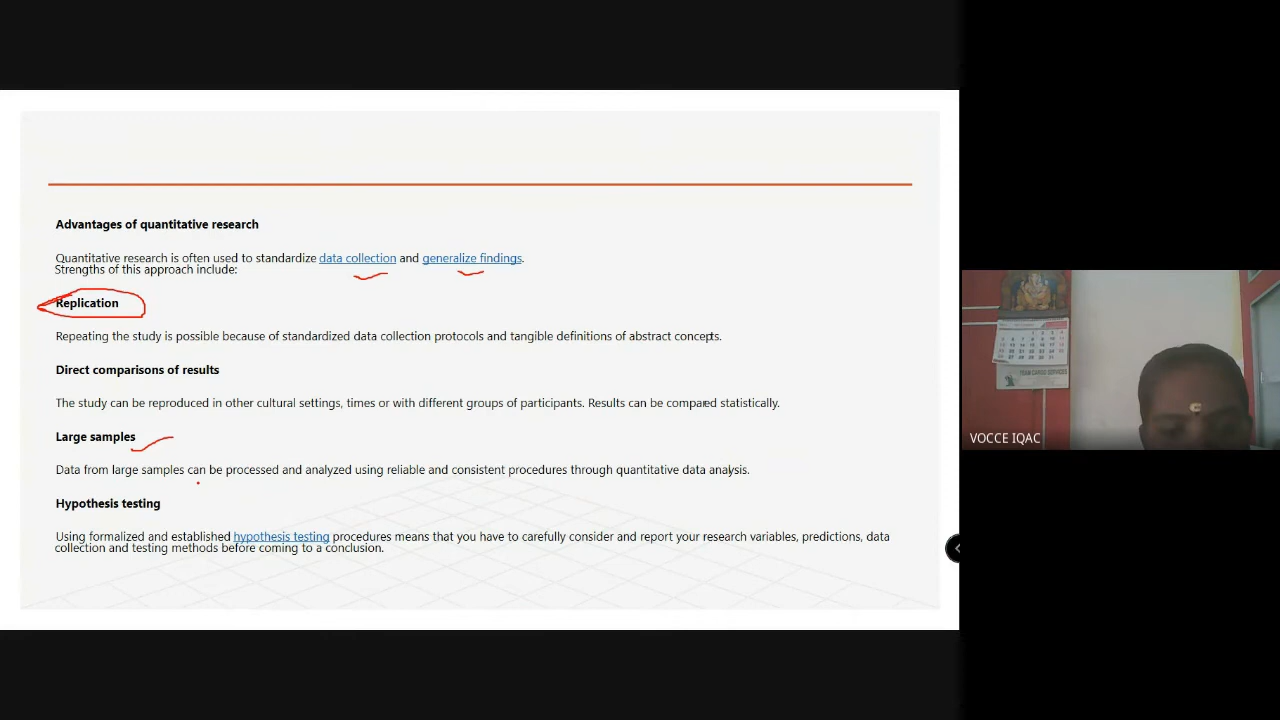 Advantages of quantitative research
Quantitative research is often used to standardize data collection and generalize findings.
Strengths of this approach include:
Replication
Repeating the study is possible because of standardized data collection protocols and tangible definitions of abstract concepts.
Direct comparisons of results
The study can be reproduced in other cultural settings, times or with different groups of participants. Results can be compared statistically.
Large samples
Data from large samples can be processed and analyzed using reliable and consistent procedures through quantitative data analysis.
Hypothesis testing
Using formalized and established hypothesis testing procedures means that you have to carefully consider and report your research variables, predictions, data
collection and testing methods before coming to a conclusion.
VOCCE IQAC